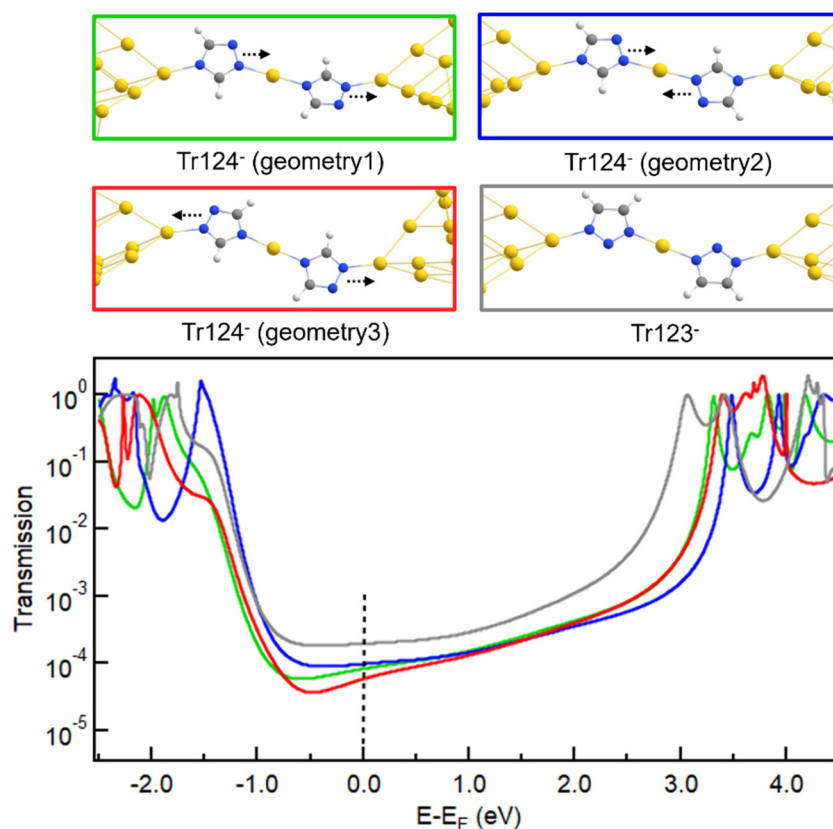 Tr124⁻ (geometry1)
Tr124⁻ (geometry2)
Tr124⁻ (geometry3)
Tr123⁻
Transmission
10⁰
10⁻¹
10⁻²
10⁻³
10⁻⁴
10⁻⁵
-2.0 -1.0 0.0 1.0 2.0 3.0 4.0
E-E_F (eV)